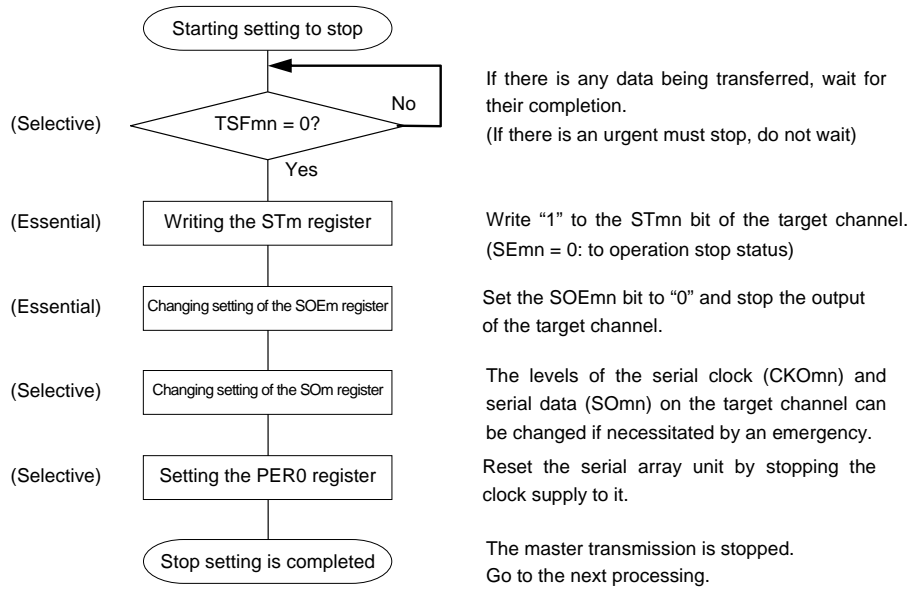 Starting setting to stop
No
If there is any data being transferred, wait for
their completion.
(If there is an urgent must stop, do not wait)
(Selective)
TSFmn = 0?
Yes
(Essential)
Writing the STm register
Write “1” to the STmn bit of the target channel.
(SEmn = 0: to operation stop status)
(Essential)
Changing setting of the SOEm register
Set the SOEmn bit to “0” and stop the output
of the target channel.
(Selective)
Changing setting of the SOm register
The levels of the serial clock (CKOmn) and
serial data (SOmn) on the target channel can
be changed if necessitated by an emergency.
(Selective)
Setting the PER0 register
Reset the serial array unit by stopping the
clock supply to it.
Stop setting is completed
The master transmission is stopped.
Go to the next processing.